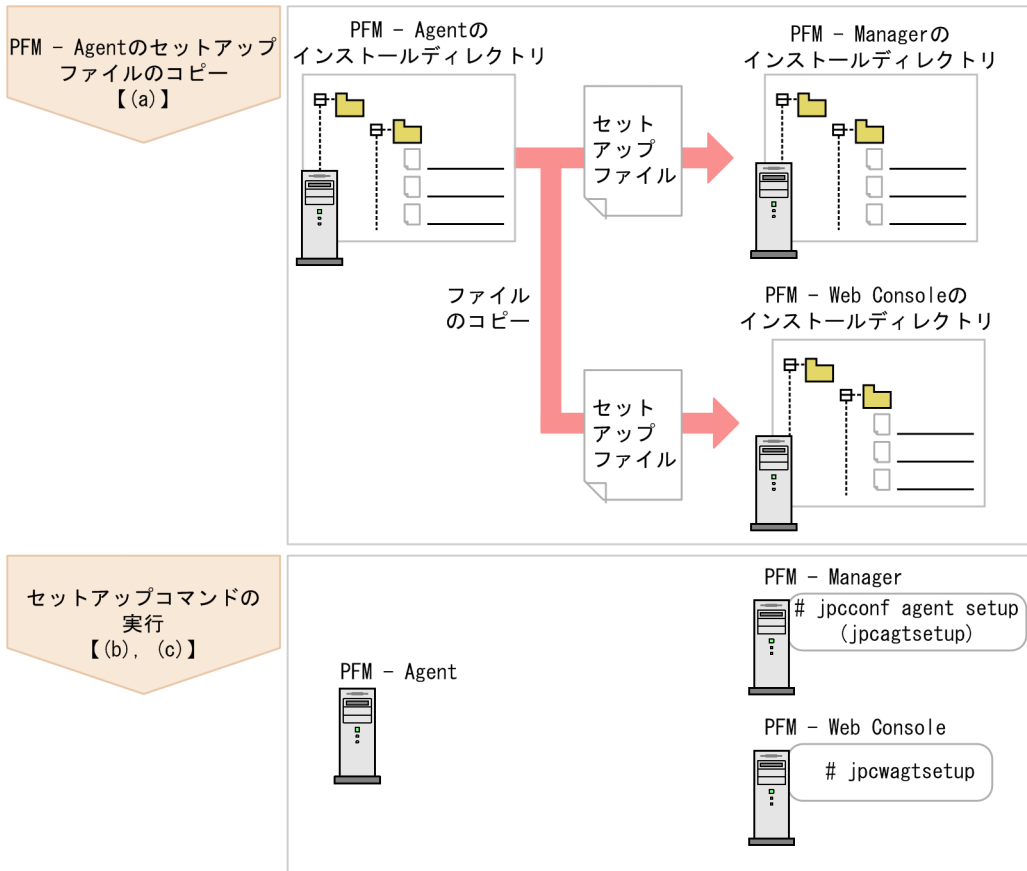 PFM - Agentのセットアップ
ファイルのコピー
【(a)】
PFM - Agentの
インストールディレクトリ
PFM - Managerの
インストールディレクトリ
セット
アップ
ファイル
ファイル
のコピー
PFM - Web Consoleの
インストールディレクトリ
セット
アップ
ファイル
セットアップコマンドの
実行
【(b), (c)】
PFM - Agent
PFM - Manager
# jpcconf agent setup
(jpcagtsetup)
PFM - Web Console
# jpcwagtsetup